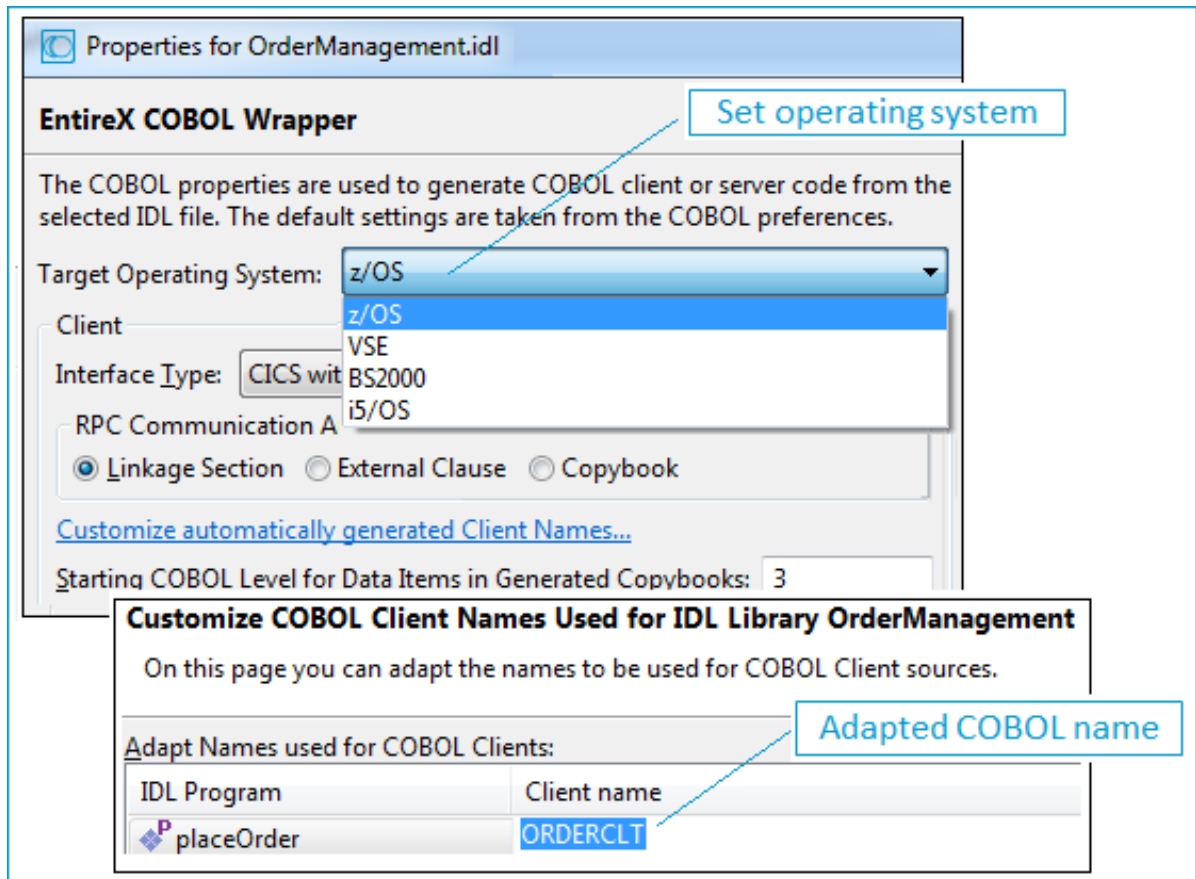 Properties for OrderManagement.idl
EntireX COBOL Wrapper
Set operating system
The COBOL properties are used to generate COBOL client or server code from the
selected IDL file. The default settings are taken from the COBOL preferences.
Target Operating System: z/OS
z/OS
VSE
BS2000
i5/OS
Client
Interface Type: CICS wit
RPC Communication A
Linkage Section External Clause Copybook
Customize automatically generated Client Names...
Starting COBOL Level for Data Items in Generated Copybooks: 3
Customize COBOL Client Names Used for IDL Library OrderManagement
On this page you can adapt the names to be used for COBOL Client sources.
Adapted COBOL name
Adapt Names used for COBOL Clients:
IDL Program Client name
P placeOrder ORDERCLT